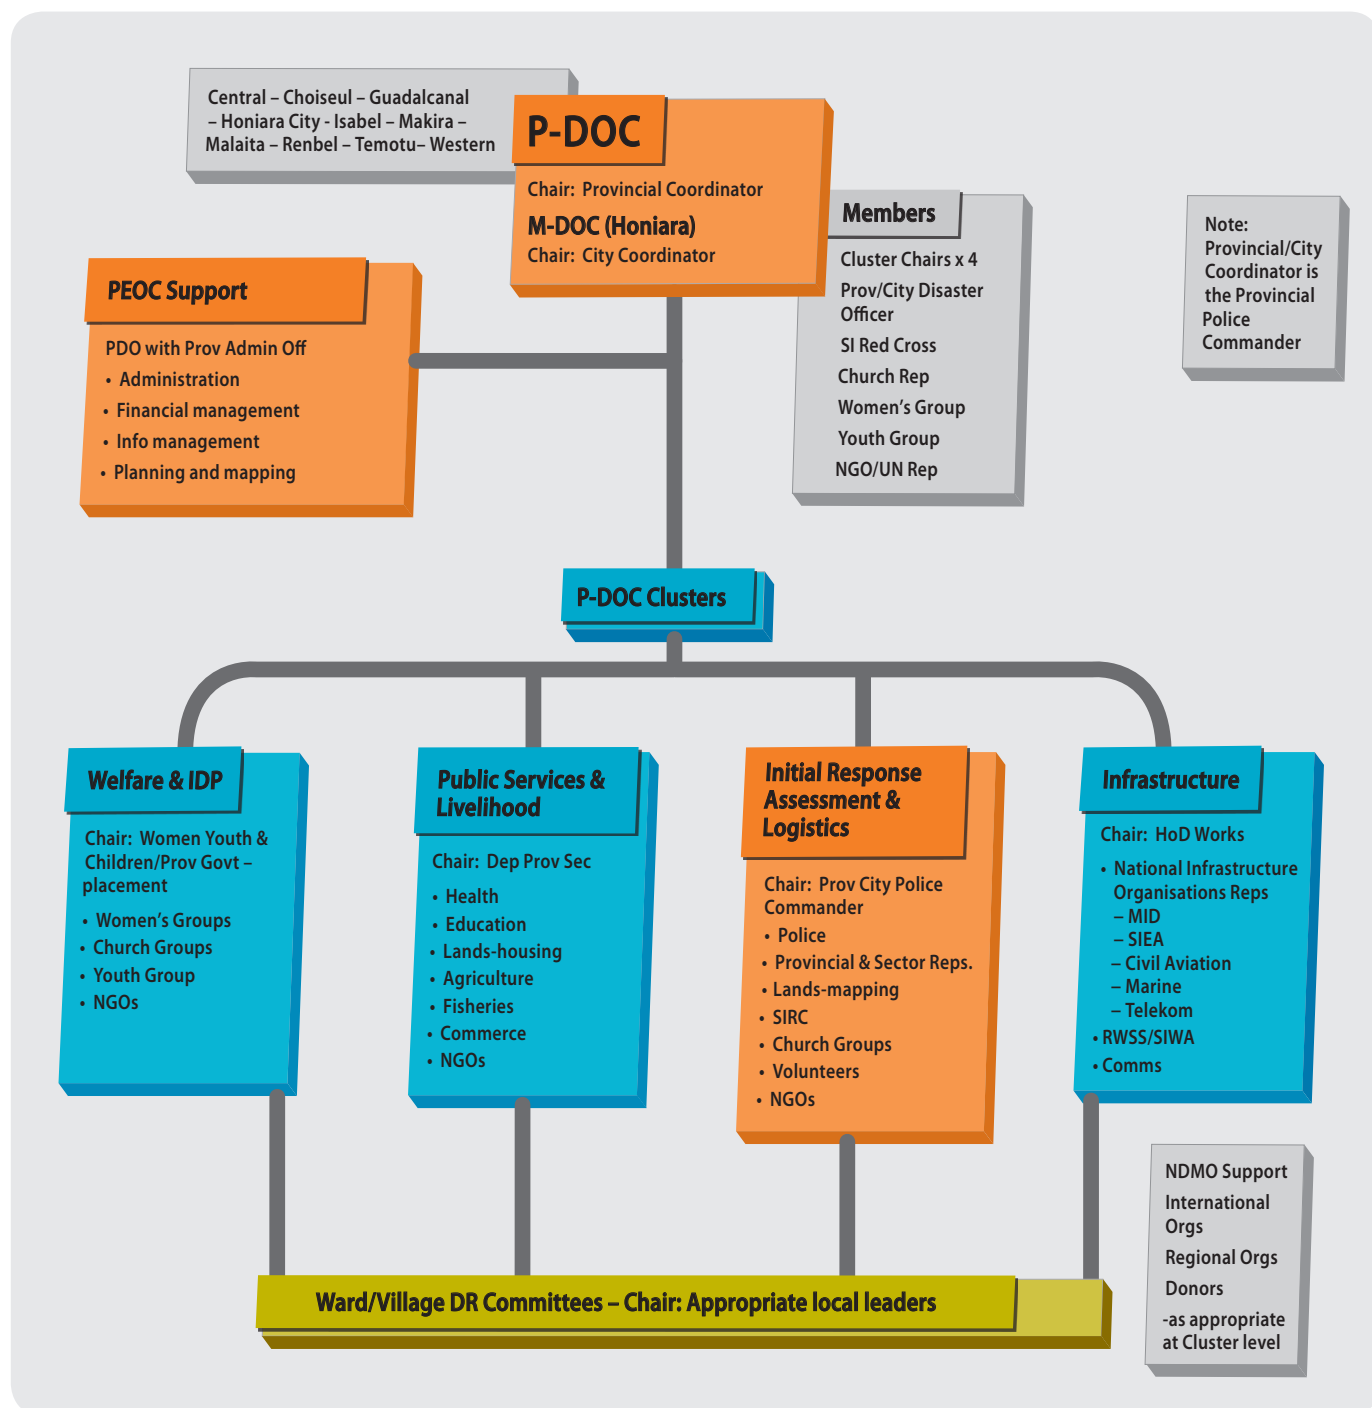 Central – Choiseul – Guadalcanal
– Honiara City - Isabel – Makira –
Malaita – Renbel – Temotu– Western
P-DOC
Chair: Provincial Coordinator
M-DOC (Honiara)
Chair: City Coordinator
Members
Cluster Chairs x 4
Prov/City Disaster
Officer
SI Red Cross
Church Rep
Women’s Group
Youth Group
NGO/UN Rep
Note:
Provincial/City
Coordinator is
the Provincial
Police
Commander
PEOC Support
PDO with Prov Admin Off
• Administration
• Financial management
• Info management
• Planning and mapping
P-DOC Clusters
Welfare & IDP
Chair: Women Youth &
Children/Prov Govt –
placement
• Women’s Groups
• Church Groups
• Youth Group
• NGOs
Public Services &
Livelihood
Chair: Dep Prov Sec
• Health
• Education
• Lands-housing
• Agriculture
• Fisheries
• Commerce
• NGOs
Initial Response
Assessment &
Logistics
Chair: Prov City Police
Commander
• Police
• Provincial & Sector Reps.
• Lands-mapping
• SIRC
• Church Groups
• Volunteers
• NGOs
Infrastructure
Chair: HoD Works
• National Infrastructure
Organisations Reps
– MID
– SIEA
– Civil Aviation
– Marine
– Telekom
• RWSS/SIWA
• Comms
NDMO Support
International
Orgs
Regional Orgs
Donors
-as appropriate
at Cluster level
Ward/Village DR Committees – Chair: Appropriate local leaders